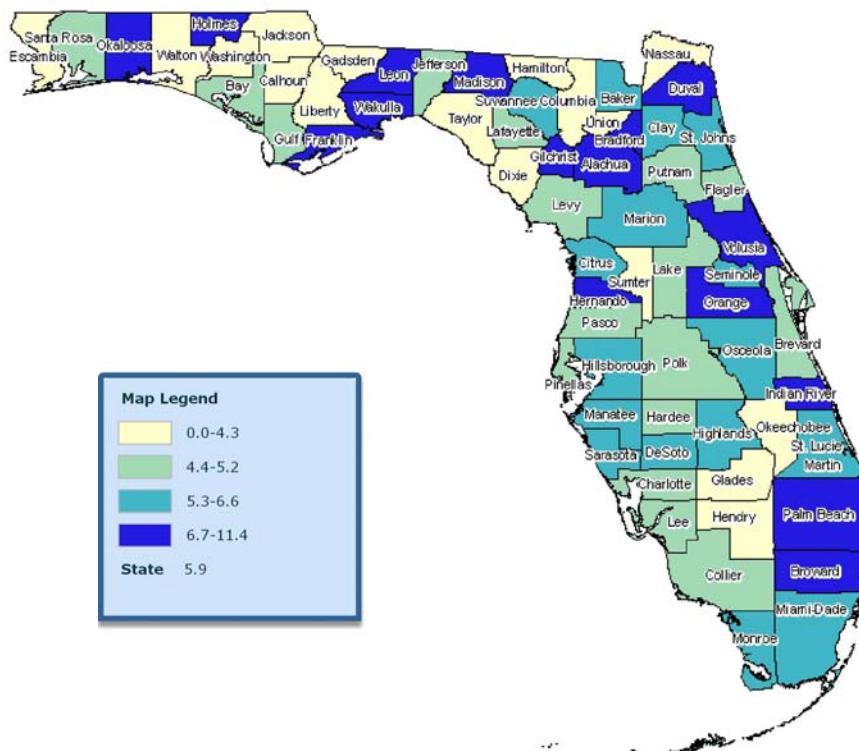 Holmes
Jackson
Santa Rosa
Okaloosa
Washington
Escambia
Walton
Gadsden
Jefferson
Nassau
Hamilton
Leon
Madison
Calhoun
Bay
Duval
Baker
Suwannee
Columbia
Liberty
Wakulla
Taylor
Union
Lafayette
Clay
St. Johns
Gulf
Franklin
Bradford
Gilchrist
Alachua
Dixie
Putnam
Flagler
Levy
Marion
Volusia
Citrus
Lake
Seminole
Sumter
Hernando
Orange
Pasco
Brevard
Osceola
Hillsborough
Polk
Pinellas
Indian River
Manatee
Hardee
Okeechobee
Highlands
St. Lucie
Sarasota
DeSoto
Martin
Charlotte
Glades
Lee
Hendry
Palm Beach
Collier
Broward
Miami-Dade
Monroe
Map Legend
0.0-4.3
4.4-5.2
5.3-6.6
6.7-11.4
State 5.9